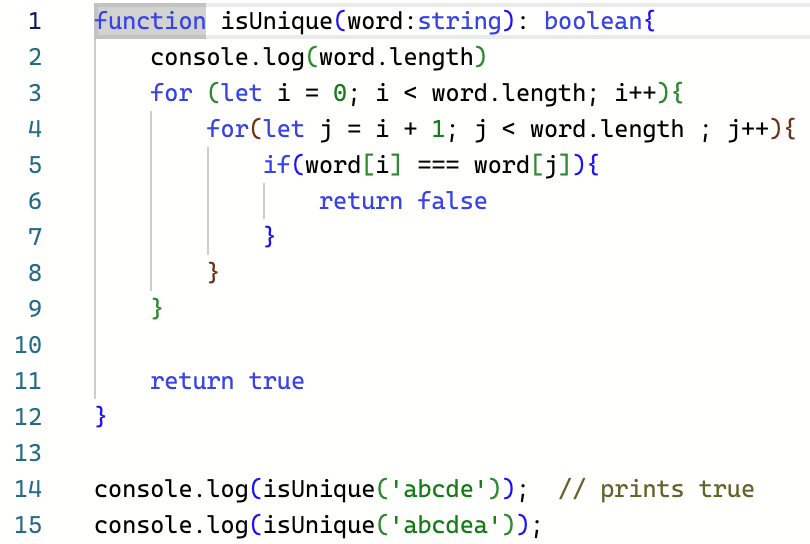 1 function isUnique(word:string): boolean{
2     console.log(word.length)
3     for (let i = 0; i < word.length; i++){
4         for(let j = i + 1; j < word.length ; j++){
5             if(word[i] === word[j]){
6                 return false
7             }
8         }
9     }
10
11     return true
12 }
13
14 console.log(isUnique('abcde'));  // prints true
15 console.log(isUnique('abcdea');